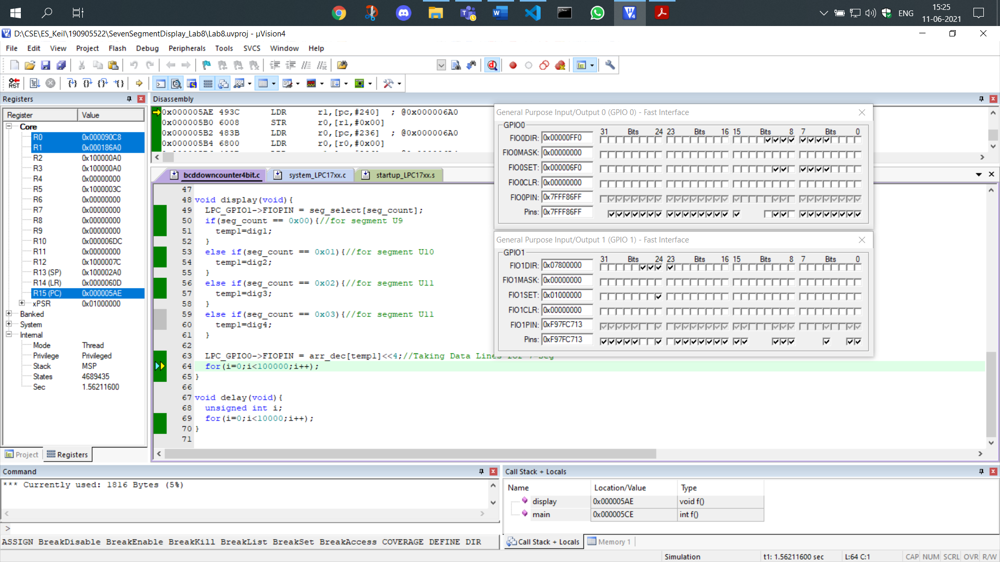 ENG
15:25
11-06-2021
D:\CSE\ES_Keil\190905522\SevenSegmentDisplay_Lab8\Lab8.uvproj - µVision4
File Edit View Project Flash Debug Peripherals Tools SVCS Window Help
Registers
Register Value
Core
R0 0x000090C8
R1 0x000186A0
R2 0x100000A0
R3 0x100000A0
R4 0x00000000
R5 0x1000003C
R6 0x00000000
R7 0x00000000
R8 0x00000000
R9 0x00000000
R10 0x000006DC
R11 0x00000000
R12 0x1000007C
R13 (SP) 0x100002A0
R14 (LR) 0x0000060D
R15 (PC) 0x000005AE
xPSR 0x01000000
Banked
System
Internal
Mode Thread
Privilege Privileged
Stack MSP
States 4689435
Sec 1.56211600
Project Registers
Disassembly
0x000005AE 493C LDR r1,[pc,#240] ; @0x000006A0
0x000005B0 6008 STR r0,[r1,#0x00]
0x000005B2 483B LDR r0,[pc,#236] ; @0x000006A0
0x000005B4 6800 LDR r0,[r0,#0x00]
bcddowncounter4bit.c system_LPC17xx.c startup_LPC17xx.s
47
48 void display(void){
49 LPC_GPIO1->FIOPIN = seg_select[seg_count];
50 if(seg_count == 0x00){//for segment U9
51 temp1=dig1;
52 }
53 else if(seg_count == 0x01){//for segment U10
54 temp1=dig2;
55 }
56 else if(seg_count == 0x02){//for segment U11
57 temp1=dig3;
58 }
59 else if(seg_count == 0x03){//for segment U11
60 temp1=dig4;
61 }
62
63 LPC_GPIO0->FIOPIN = arr_dec[temp1]<<4;//Taking Data Lines for 7-Seg
64 for(i=0;i<100000;i++);
65 }
66
67 void delay(void){
68 unsigned int i;
69 for(i=0;i<10000;i++);
70 }
71
General Purpose Input/Output 0 (GPIO 0) - Fast Interface
GPIO0
31 Bits 24 23 Bits 16 15 Bits 8 7 Bits 0
FIO0DIR: 0x00000FF0
FIO0MASK: 0x00000000
FIO0SET: 0x000006F0
FIO0CLR: 0x00000000
FIO0PIN: 0x7FFF86FF
Pins: 0x7FFF86FF
General Purpose Input/Output 1 (GPIO 1) - Fast Interface
GPIO1
31 Bits 24 23 Bits 16 15 Bits 8 7 Bits 0
FIO1DIR: 0x07800000
FIO1MASK: 0x00000000
FIO1SET: 0x01000000
FIO1CLR: 0x00000000
FIO1PIN: 0xF97FC713
Pins: 0xF97FC713
Command
*** Currently used: 1816 Bytes (5%)
>
ASSIGN BreakDisable BreakEnable BreakKill BreakList BreakSet BreakAccess COVERAGE DEFINE DIR
Call Stack + Locals
Name Location/Value Type
display 0x000005AE void f()
main 0x000005CE int f()
Call Stack + Locals Memory 1
Simulation t1: 1.56211600 sec L:64 C:1 CAP NUM SCRL OVR R/W